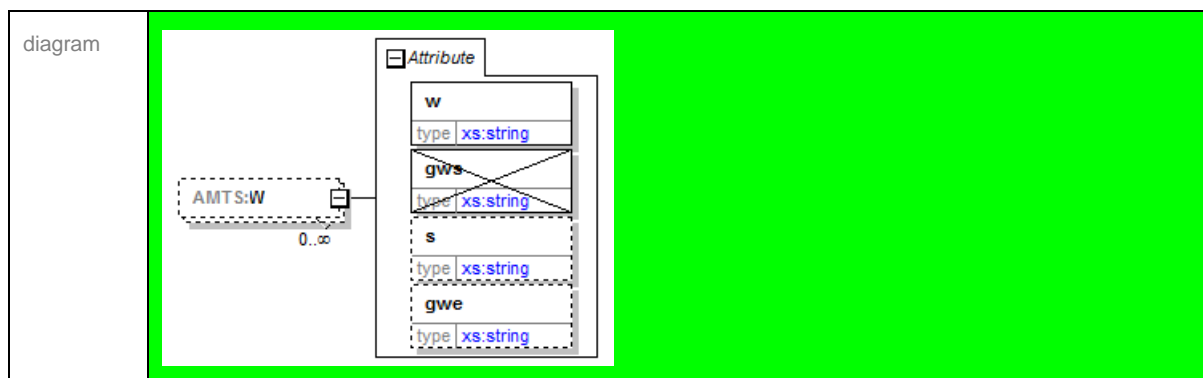 diagram
Attribute
w
type xs:string
gws
type xs:string
AMTS:W
0..∞
s
type xs:string
gwe
type xs:string